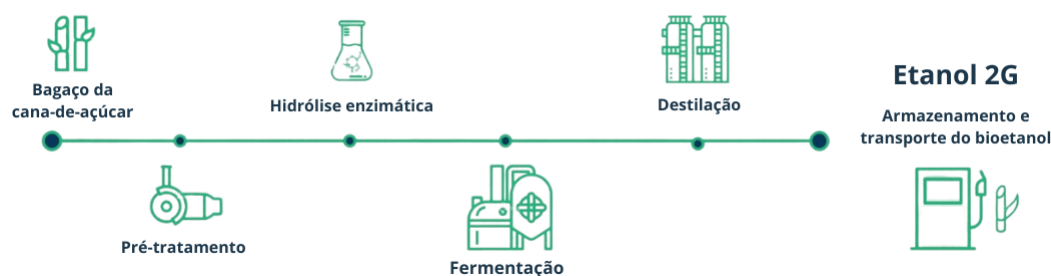 Bagaço da
cana-de-açúcar
Pré-tratamento
Hidrólise enzimática
Fermentação
Destilação
Etanol 2G
Armazenamento e
transporte do bioetanol